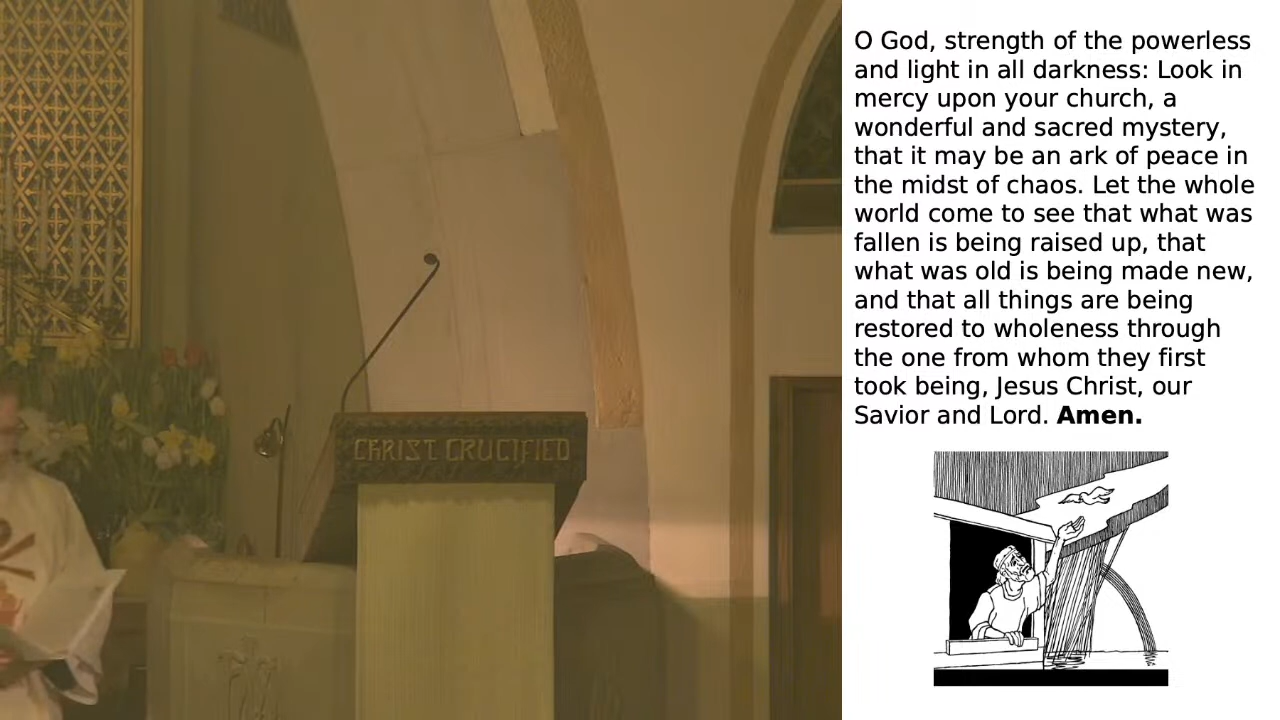 CHRIST CRUCIFIED
O God, strength of the powerless
and light in all darkness: Look in
mercy upon your church, a
wonderful and sacred mystery,
that it may be an ark of peace in
the midst of chaos. Let the whole
world come to see that what was
fallen is being raised up, that
what was old is being made new,
and that all things are being
restored to wholeness through
the one from whom they first
took being, Jesus Christ, our
Savior and Lord. Amen.